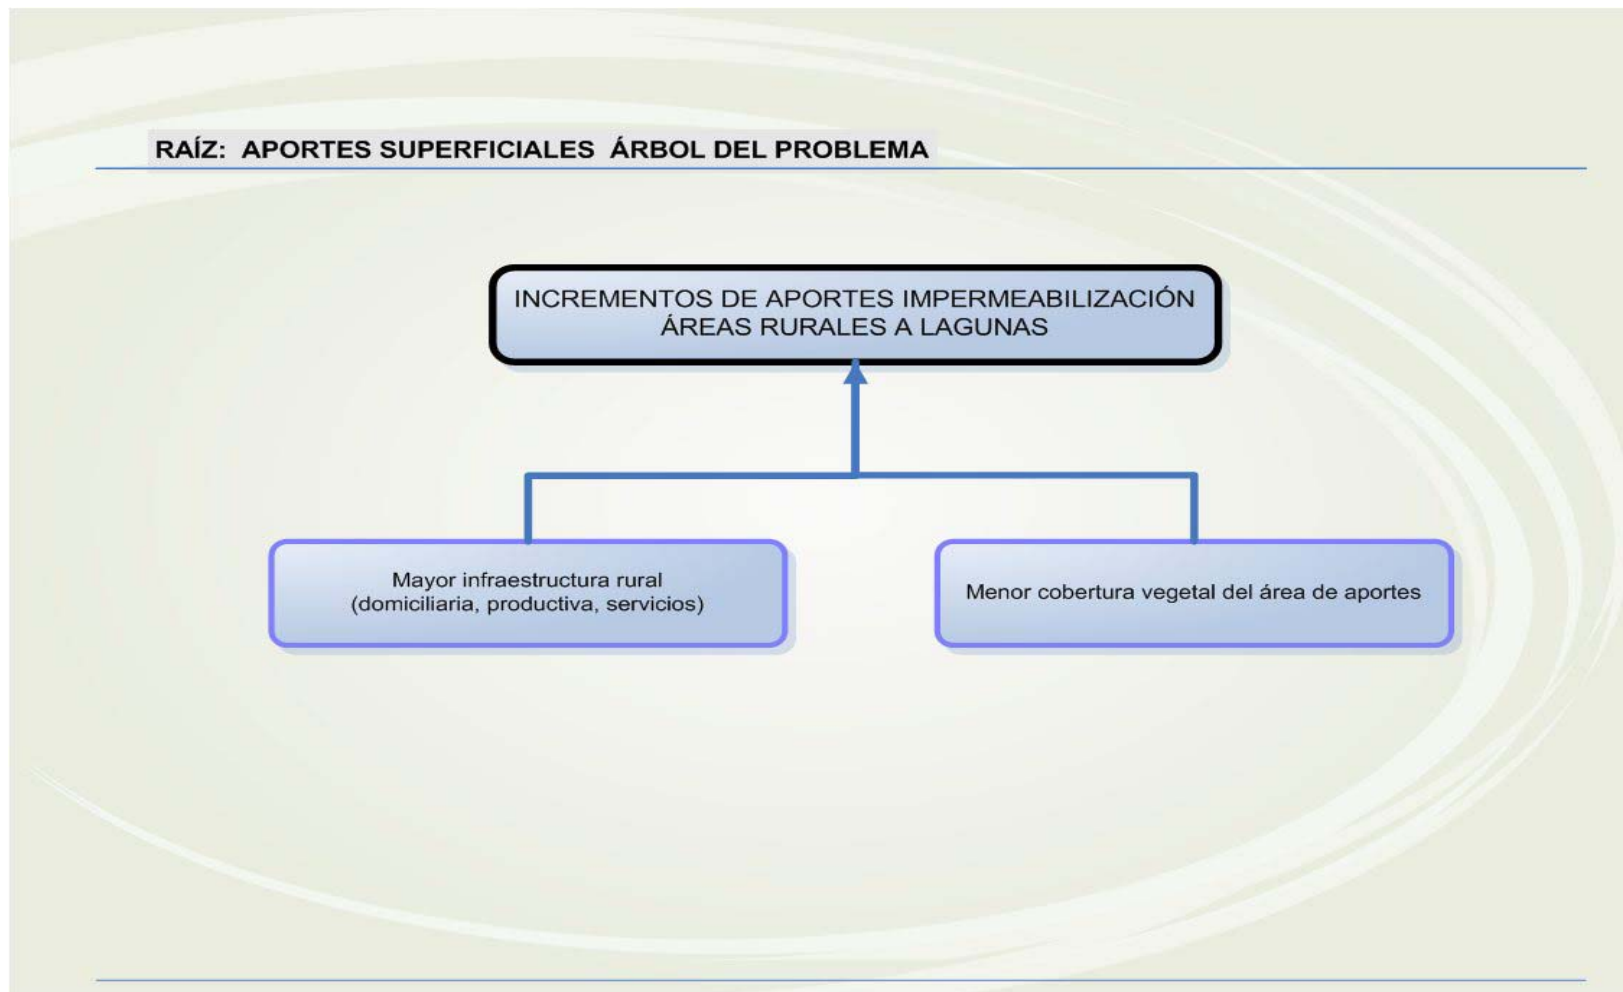 RAÍZ: APORTES SUPERFICIALES ÁRBOL DEL PROBLEMA
INCREMENTOS DE APORTES IMPERMEABILIZACIÓN
ÁREAS RURALES A LAGUNAS
Mayor infraestructura rural
(domiciliaria, productiva, servicios)
Menor cobertura vegetal del área de aportes